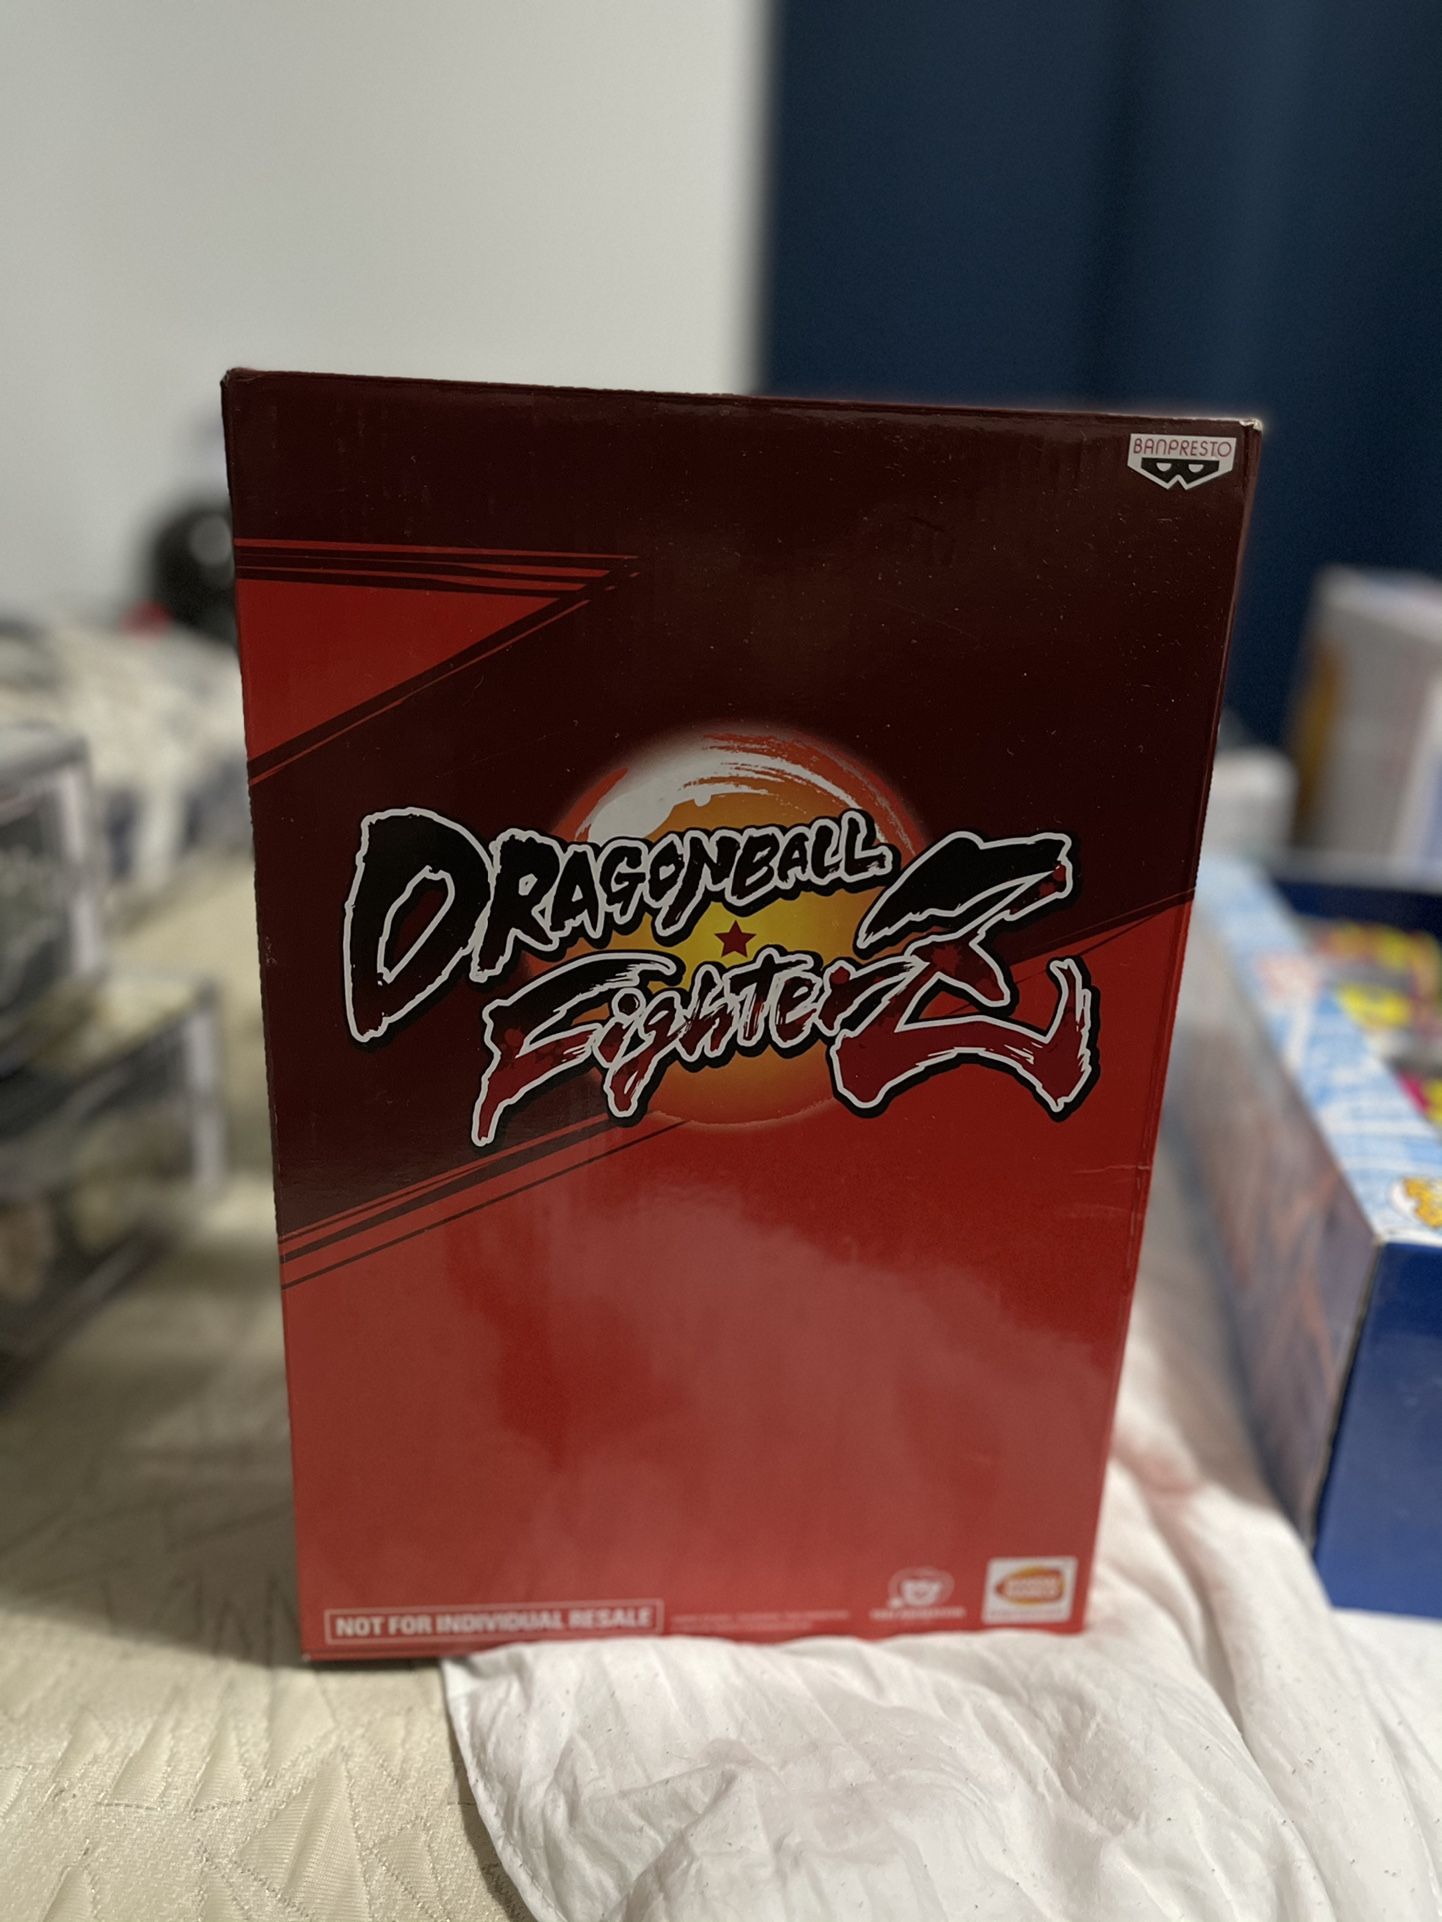 BANPRESTO
DRAGONBALL
FighterZ
NOT FOR INDIVIDUAL RESALE